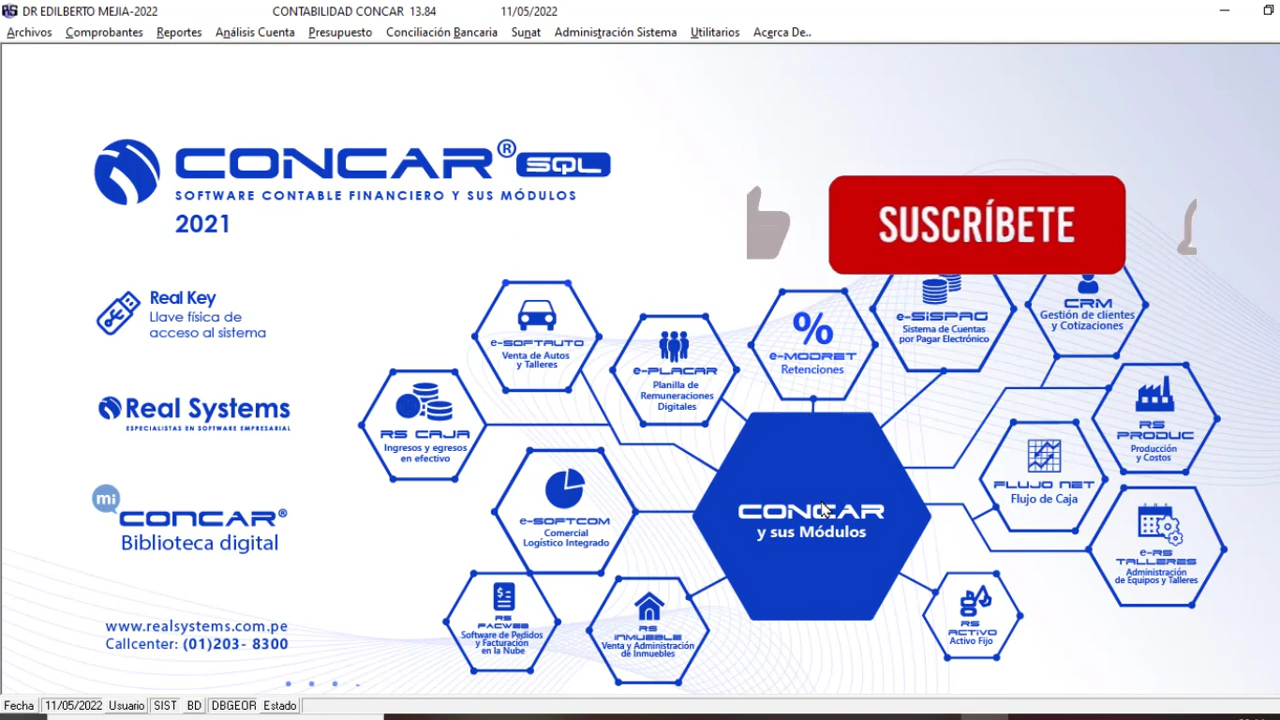 DR EDILBERTO MEJIA-2022 CONTABILIDAD CONCAR 13.84 11/05/2022
Archivos Comprobantes Reportes Análisis Cuenta Presupuesto Conciliación Bancaria Sunat Administración Sistema Utilitarios Acerca De..
CONCAR® SQL
SOFTWARE CONTABLE FINANCIERO Y SUS MÓDULOS
2021
SUSCRÍBETE
Real Key
Llave física de
acceso al sistema
Real Systems
ESPECIALISTAS EN SOFTWARE EMPRESARIAL
mi
CONCAR®
Biblioteca digital
www.realsystems.com.pe
Callcenter: (01)203- 8300
e-SOFTAUTO
Venta de Autos
y Talleres
e-PLACAR
Planilla de
Remuneraciones
Digitales
%
e-MODRET
Retenciones
e-SISPAG
Sistema de Cuentas
por Pagar Electrónico
CRM
Gestión de clientes
y Cotizaciones
RS CAJA
Ingresos y egresos
en efectivo
RS
PRODUC
Producción
y Costos
FLUJO NET
Flujo de Caja
e-SOFTCOM
Comercial
Logístico Integrado
CONCAR
y sus Módulos
e-RS
TALLERES
Administración
de Equipos y Talleres
RS
FACWEB
Software de Pedidos
y Facturación
en la Nube
RS
INMUEBLE
Venta y Administración
de Inmuebles
RS
ACTIVO
Activo Fijo
Fecha 11/05/2022 Usuario SIST BD DBGEOR Estado